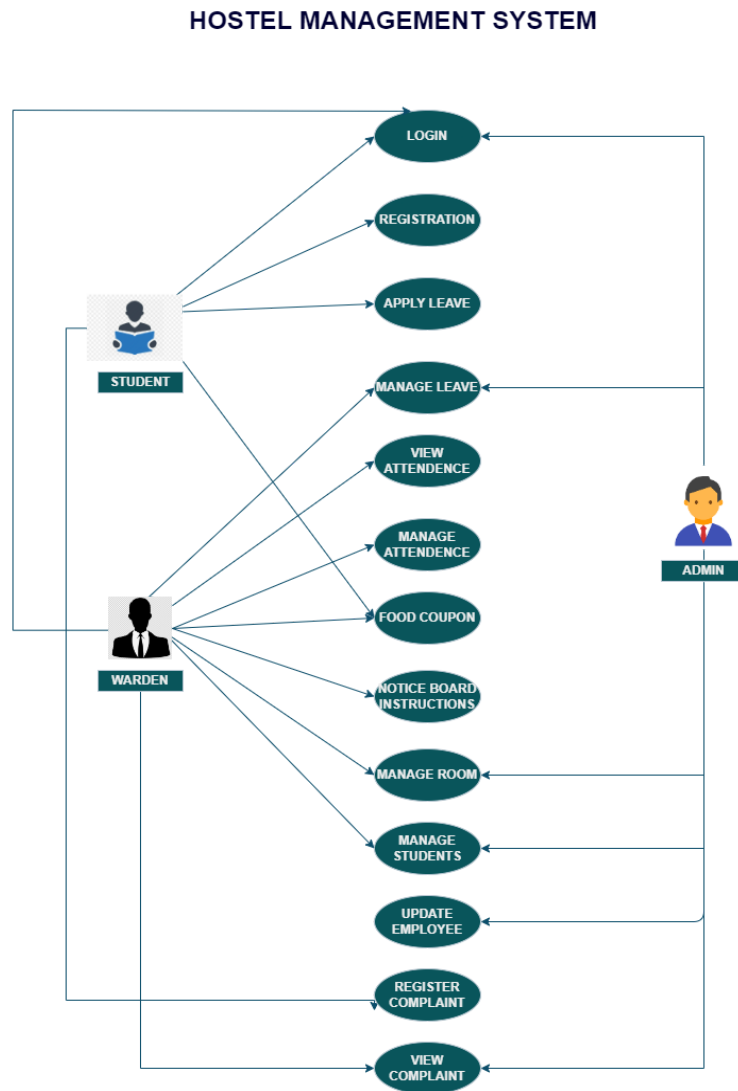 HOSTEL MANAGEMENT SYSTEM
LOGIN
REGISTRATION
APPLY LEAVE
STUDENT
MANAGE LEAVE
VIEW
ATTENDENCE
MANAGE
ATTENDENCE
ADMIN
FOOD COUPON
WARDEN
NOTICE BOARD
INSTRUCTIONS
MANAGE ROOM
MANAGE
STUDENTS
UPDATE
EMPLOYEE
REGISTER
COMPLAINT
VIEW
COMPLAINT